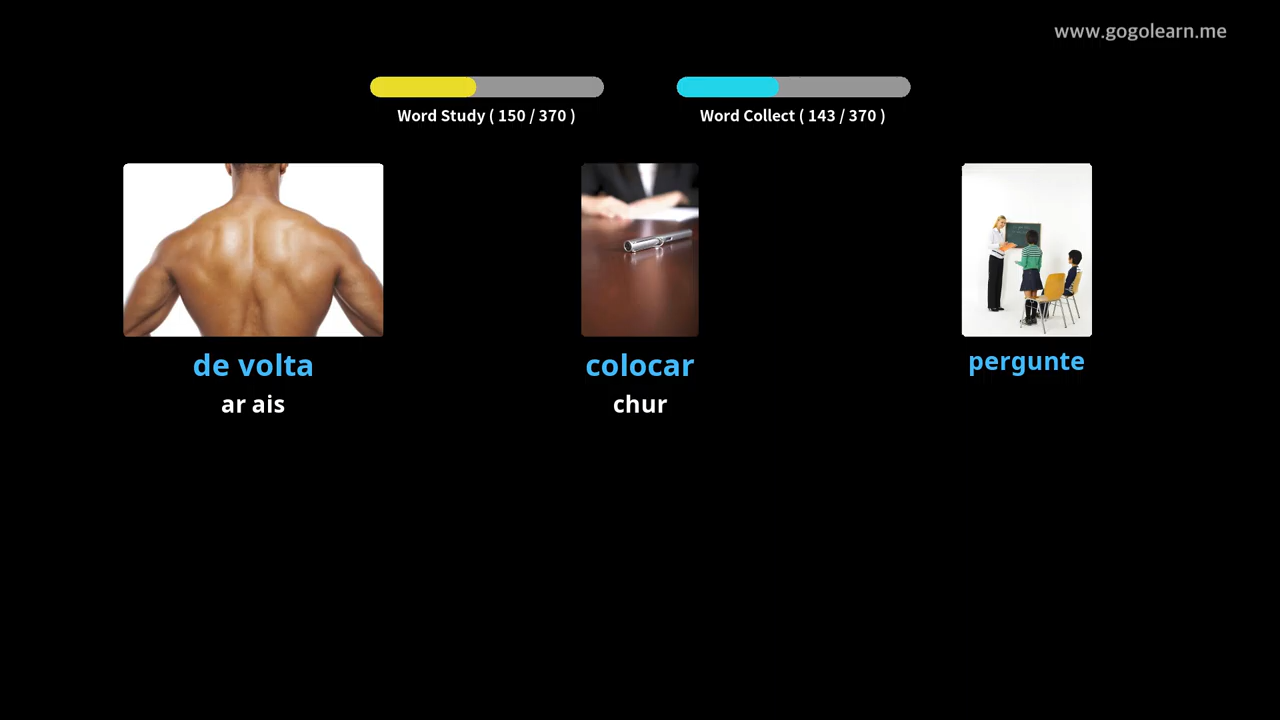 www.gogolearn.me
Word Study ( 150 / 370 )
Word Collect ( 143 / 370 )
de volta
ar ais
colocar
chur
pergunte